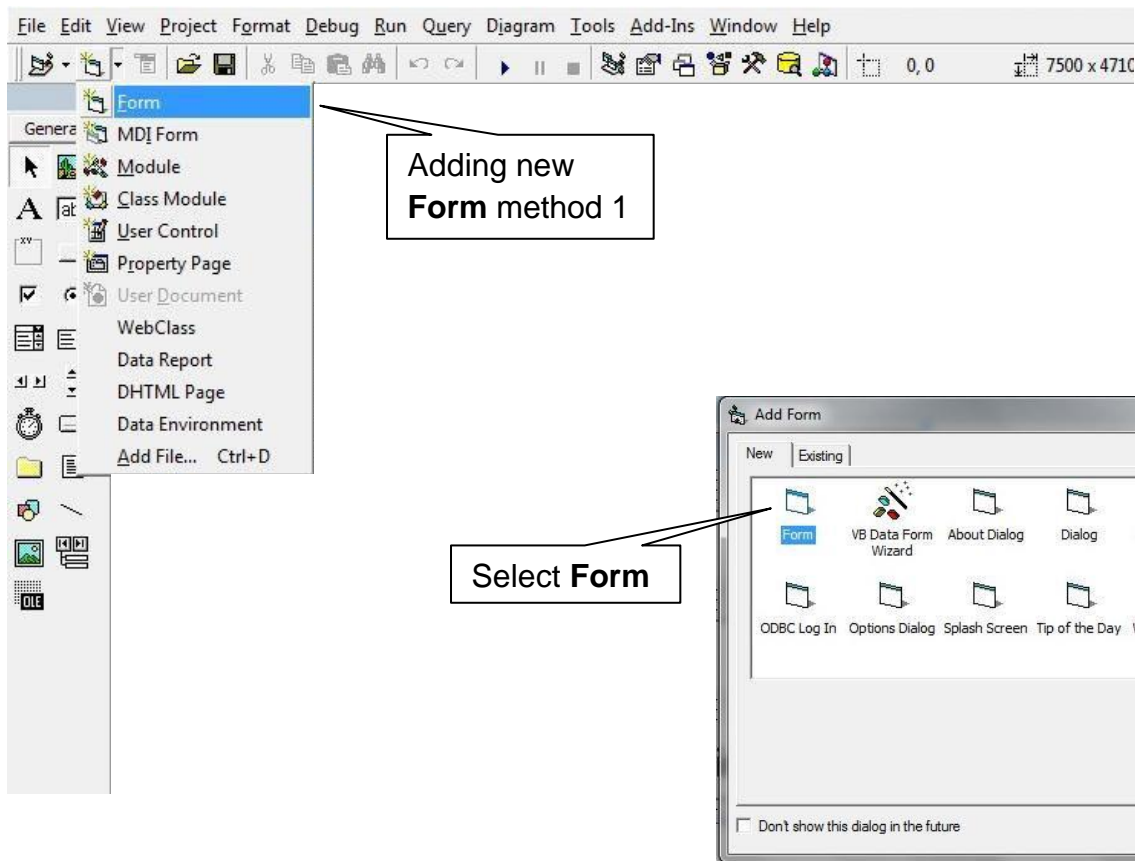 File Edit View Project Format Debug Run Query Diagram Tools Add-Ins Window Help
0, 0 7500 x 4710
Form
MDI Form
Module
Class Module
User Control
Property Page
User Document
WebClass
Data Report
DHTML Page
Data Environment
Add File... Ctrl+D
Genera
A ab
xv
OLE
Adding new
Form method 1
Select Form
Add Form
New Existing
Form VB Data Form Wizard About Dialog Dialog
ODBC Log In Options Dialog Splash Screen Tip of the Day
Don't show this dialog in the future